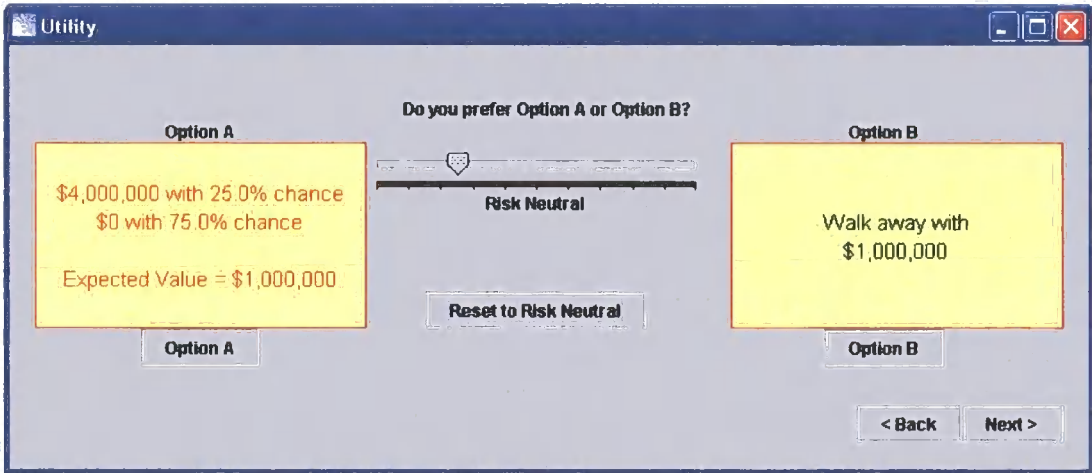 Utility
Do you prefer Option A or Option B?
Option A
$4,000,000 with 25.0% chance
$0 with 75.0% chance
Expected Value = $1,000,000
Option A
Risk Neutral
Reset to Risk Neutral
Option B
Walk away with
$1,000,000
Option B
< Back
Next >